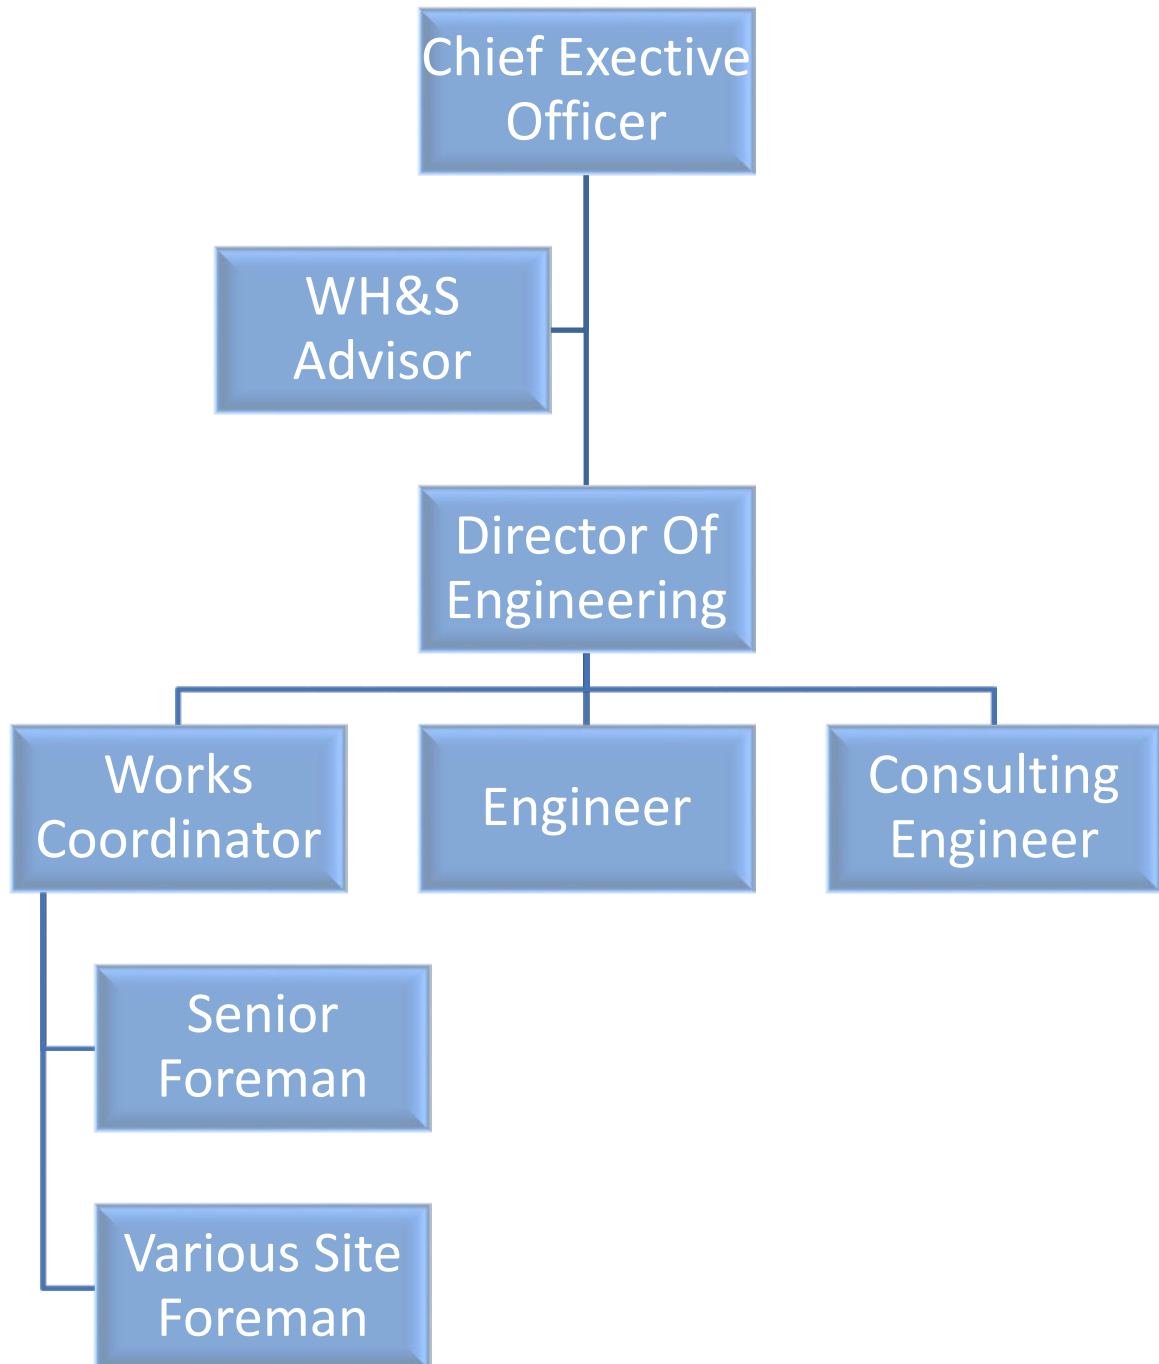 Chief Exective
Officer
WH&S
Advisor
Director Of
Engineering
Works
Coordinator
Engineer
Consulting
Engineer
Senior
Foreman
Various Site
Foreman